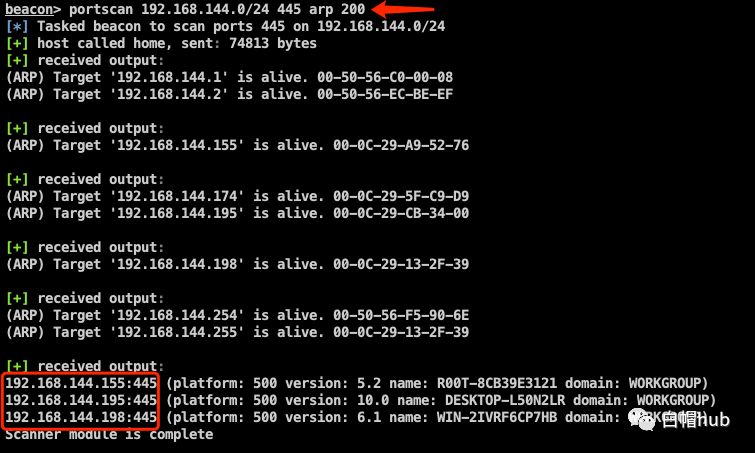 beacon> portscan 192.168.144.0/24 445 arp 200
[*] Tasked beacon to scan ports 445 on 192.168.144.0/24
[+] host called home, sent: 74813 bytes
[+] received output:
(ARP) Target '192.168.144.1' is alive. 00-50-56-C0-00-08
(ARP) Target '192.168.144.2' is alive. 00-50-56-EC-BE-EF
[+] received output:
(ARP) Target '192.168.144.155' is alive. 00-0C-29-A9-52-76
[+] received output:
(ARP) Target '192.168.144.174' is alive. 00-0C-29-5F-C9-D9
(ARP) Target '192.168.144.195' is alive. 00-0C-29-CB-34-00
[+] received output:
(ARP) Target '192.168.144.198' is alive. 00-0C-29-13-2F-39
[+] received output:
(ARP) Target '192.168.144.254' is alive. 00-50-56-F5-90-6E
(ARP) Target '192.168.144.255' is alive. 00-0C-29-13-2F-39
[+] received output:
192.168.144.155:445 (platform: 500 version: 5.2 name: R00T-8CB39E3121 domain: WORKGROUP)
192.168.144.195:445 (platform: 500 version: 10.0 name: DESKTOP-L50N2LR domain: WORKGROUP)
192.168.144.198:445 (platform: 500 version: 6.1 name: WIN-2IVRF6CP7HB domain:
Scanner module is complete
白帽hub